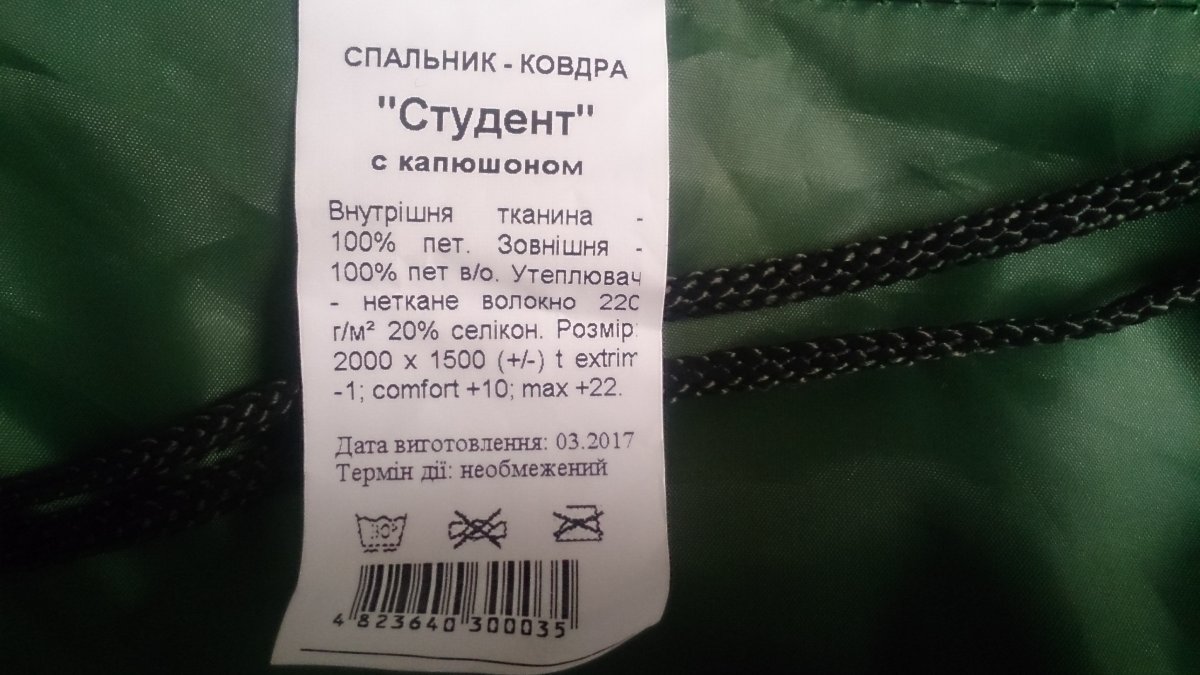 СПАЛЬНИК - КОВДРА
"Студент"
с капюшоном
Внутрішня тканина -
100% пет. Зовнішня -
100% пет в/о. Утеплювач
- неткане волокно 220
г/м² 20% селікон. Розмір:
2000 х 1500 (+/-) t extrim
-1; comfort +10; max +22.
Дата виготовлення: 03.2017
Термін дії: необмежений
30°
4 823640 300035